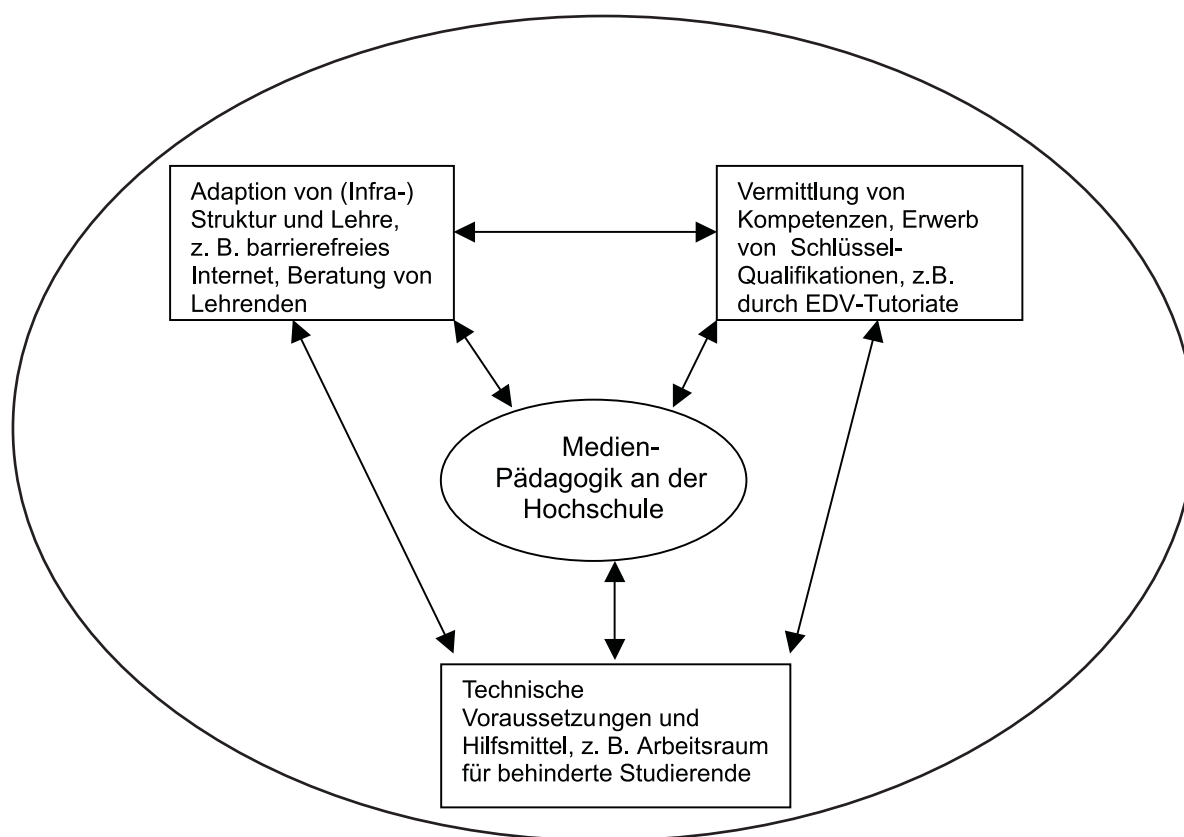 Adaption von (Infra-)
Struktur und Lehre,
z. B. barrierefreies
Internet, Beratung von
Lehrenden
Vermittlung von
Kompetenzen, Erwerb
von Schlüssel-
Qualifikationen, z.B.
durch EDV-Tutoriate
Medien-
Pädagogik an der
Hochschule
Technische
Voraussetzungen und
Hilfsmittel, z. B. Arbeitsraum
für behinderte Studierende